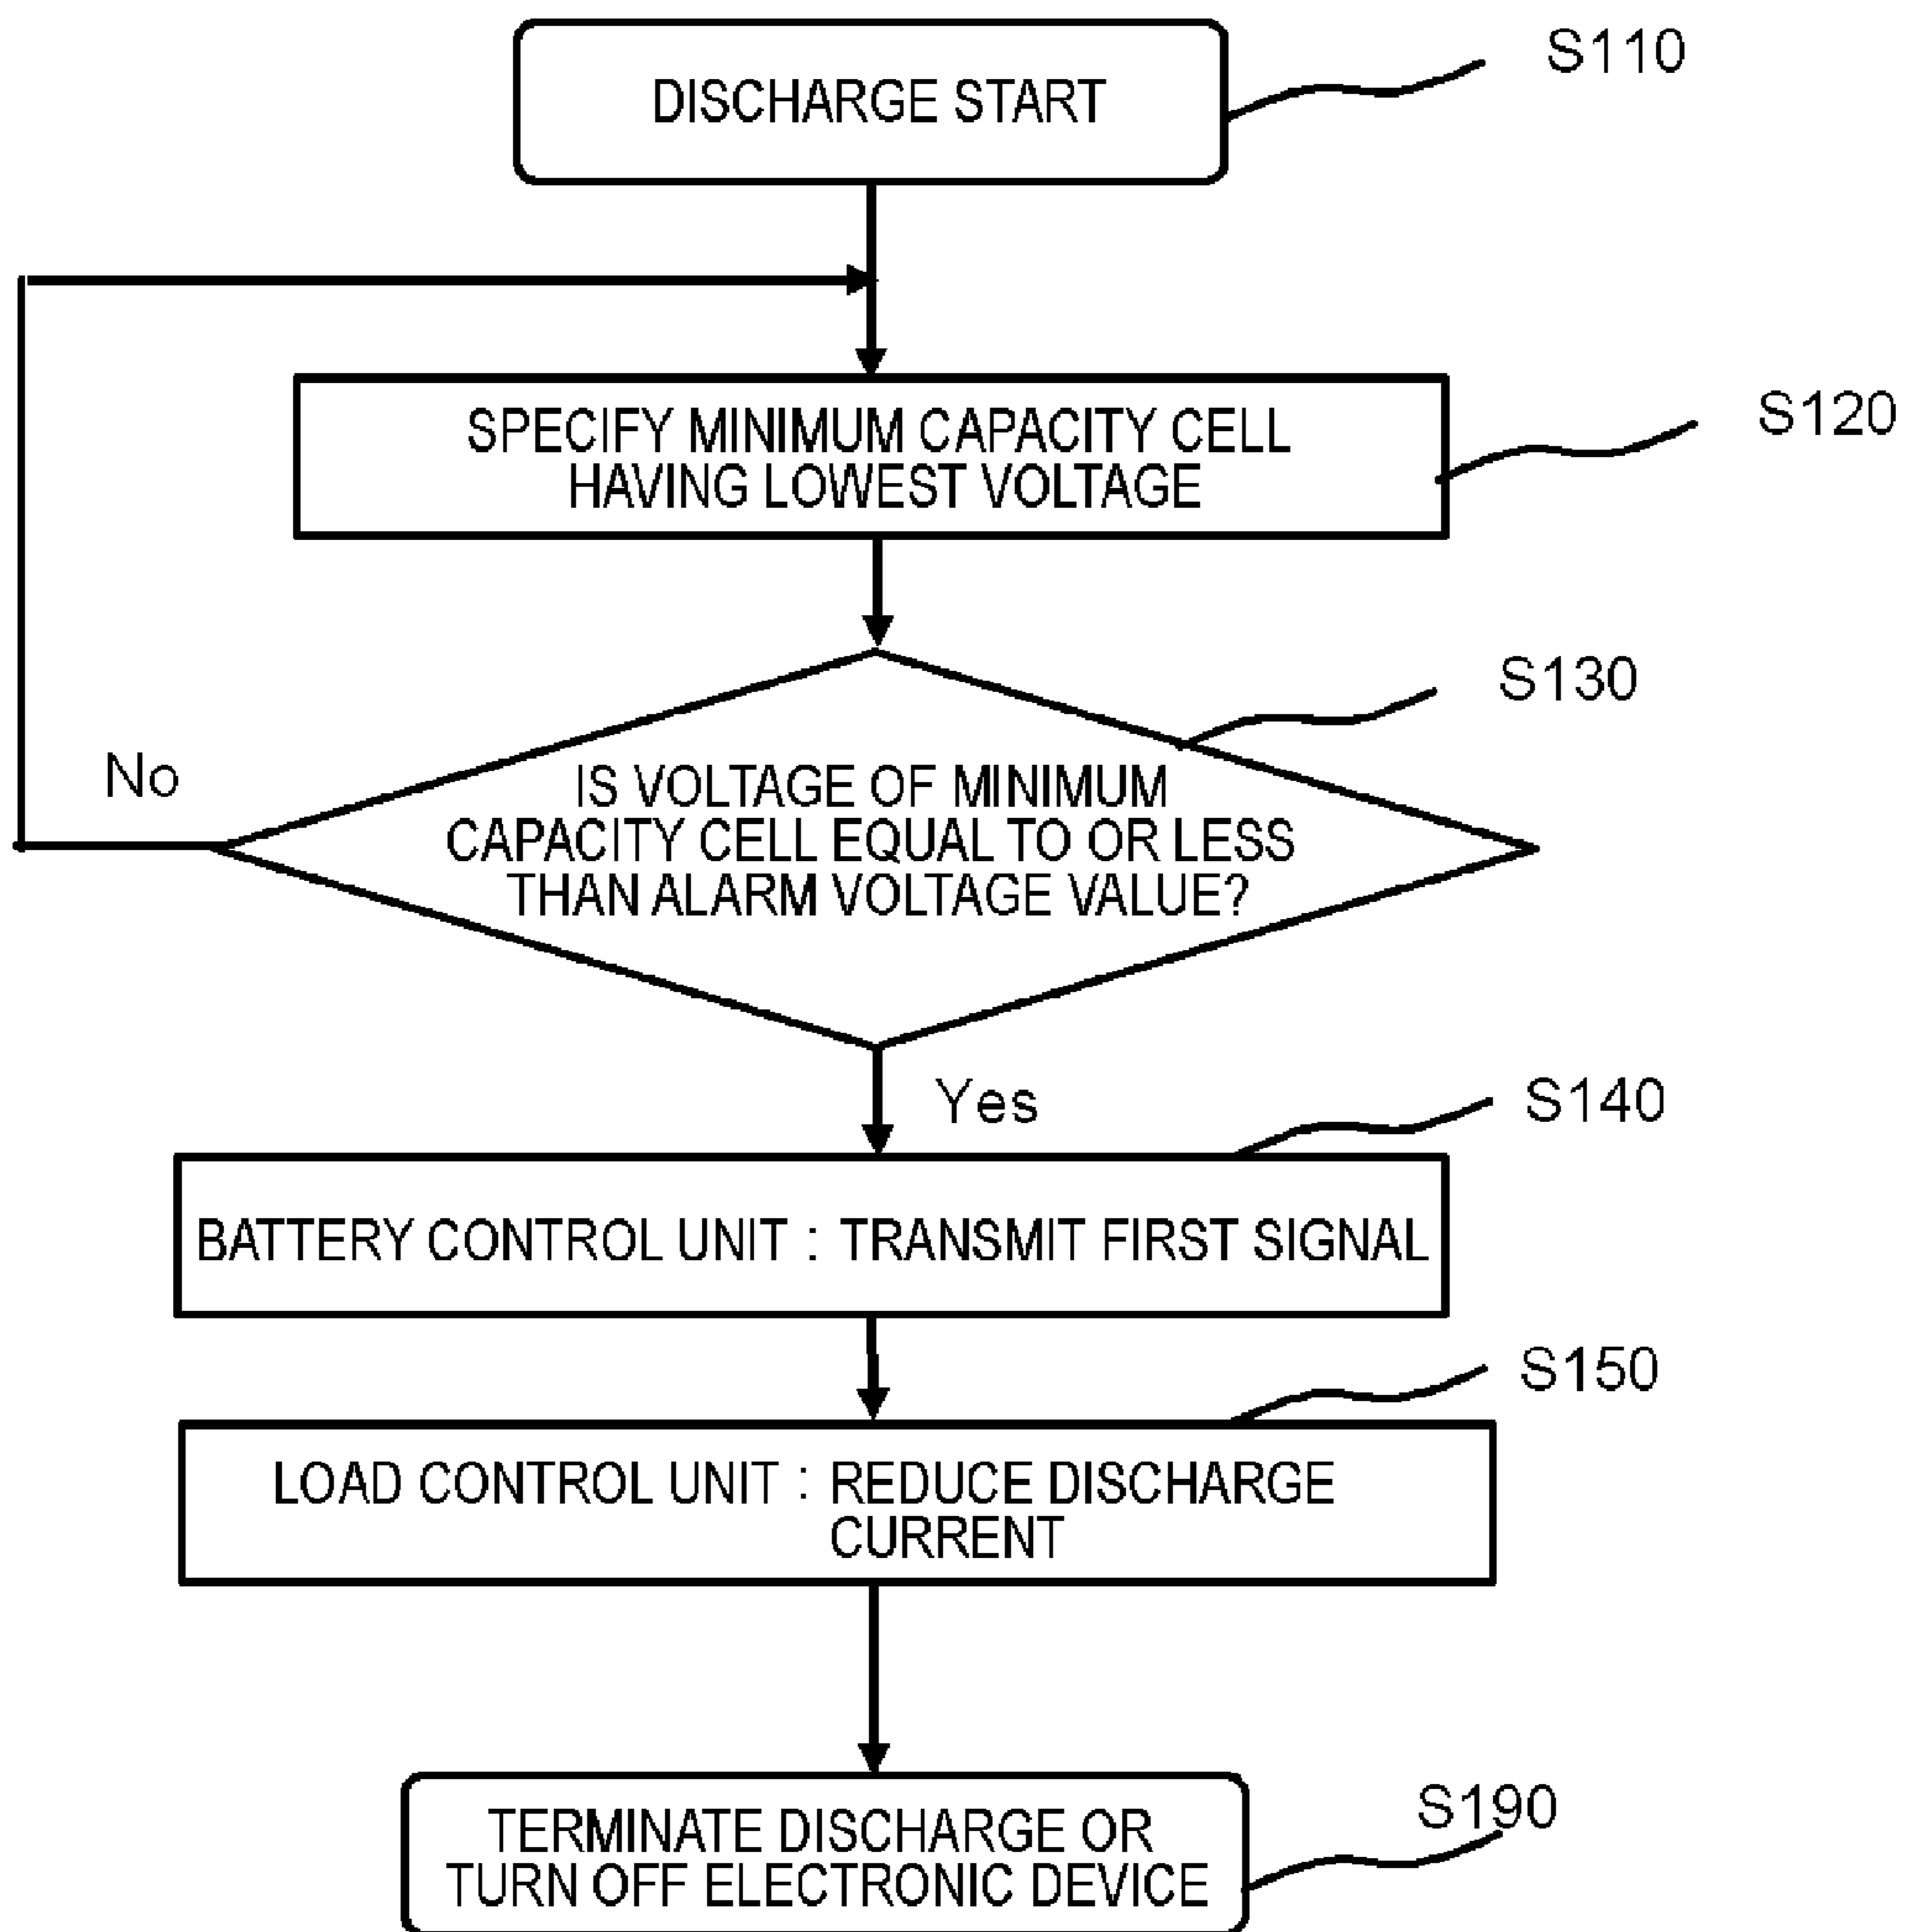 DISCHARGE START
S110
SPECIFY MINIMUM CAPACITY CELL
HAVING LOWEST VOLTAGE
S120
S130
IS VOLTAGE OF MINIMUM
CAPACITY CELL EQUAL TO OR LESS
THAN ALARM VOLTAGE VALUE?
No
Yes
S140
BATTERY CONTROL UNIT : TRANSMIT FIRST SIGNAL
S150
LOAD CONTROL UNIT : REDUCE DISCHARGE
CURRENT
S190
TERMINATE DISCHARGE OR
TURN OFF ELECTRONIC DEVICE